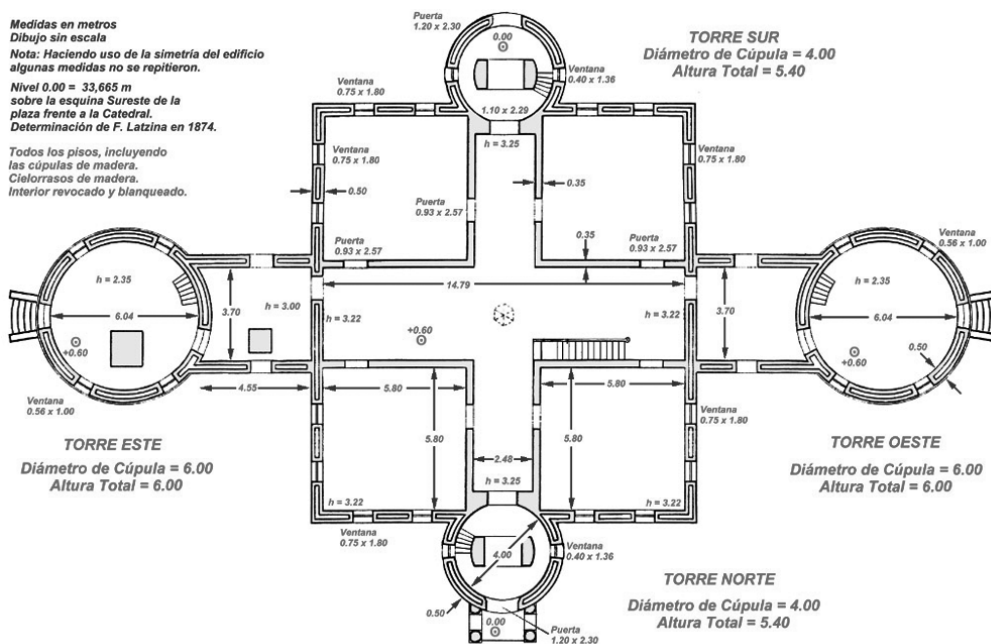 Medidas en metros
Dibujo sin escala
Nota: Haciendo uso de la simetría del edificio
algunas medidas no se repitieron.
Nivel 0.00 = 33,665 m
sobre la esquina Sureste de la
plaza frente a la Catedral.
Determinación de F. Latzina en 1874.
Todos los pisos, incluyendo
las cúpulas de madera.
Cielorrasos de madera.
Interior revocado y blanqueado.
Puerta
1.20 x 2.30
0.00
TORRE SUR
Diámetro de Cúpula = 4.00
Altura Total = 5.40
Ventana
0.75 x 1.80
Ventana
0.40 x 1.36
1.10 x 2.29
h = 3.25
Ventana
0.75 x 1.80
Ventana
0.75 x 1.80
0.50
0.35
Puerta
0.93 x 2.57
Puerta
0.93 x 2.57
0.35
Puerta
0.93 x 2.57
Ventana
0.56 x 1.00
h = 2.35
3.70
h = 3.00
14.79
3.70
h = 2.35
6.04
h = 3.22
h = 3.22
6.04
+0.60
+0.60
+0.60
0.50
4.55
5.80
5.80
Ventana
0.56 x 1.00
Ventana
0.75 x 1.80
TORRE ESTE
Diámetro de Cúpula = 6.00
Altura Total = 6.00
5.80
5.80
TORRE OESTE
Diámetro de Cúpula = 6.00
Altura Total = 6.00
2.48
h = 3.25
h = 3.22
h = 3.22
Ventana
0.75 x 1.80
4.00
Ventana
0.40 x 1.36
0.50
TORRE NORTE
Diámetro de Cúpula = 4.00
Altura Total = 5.40
0.00
Puerta
1.20 x 2.30